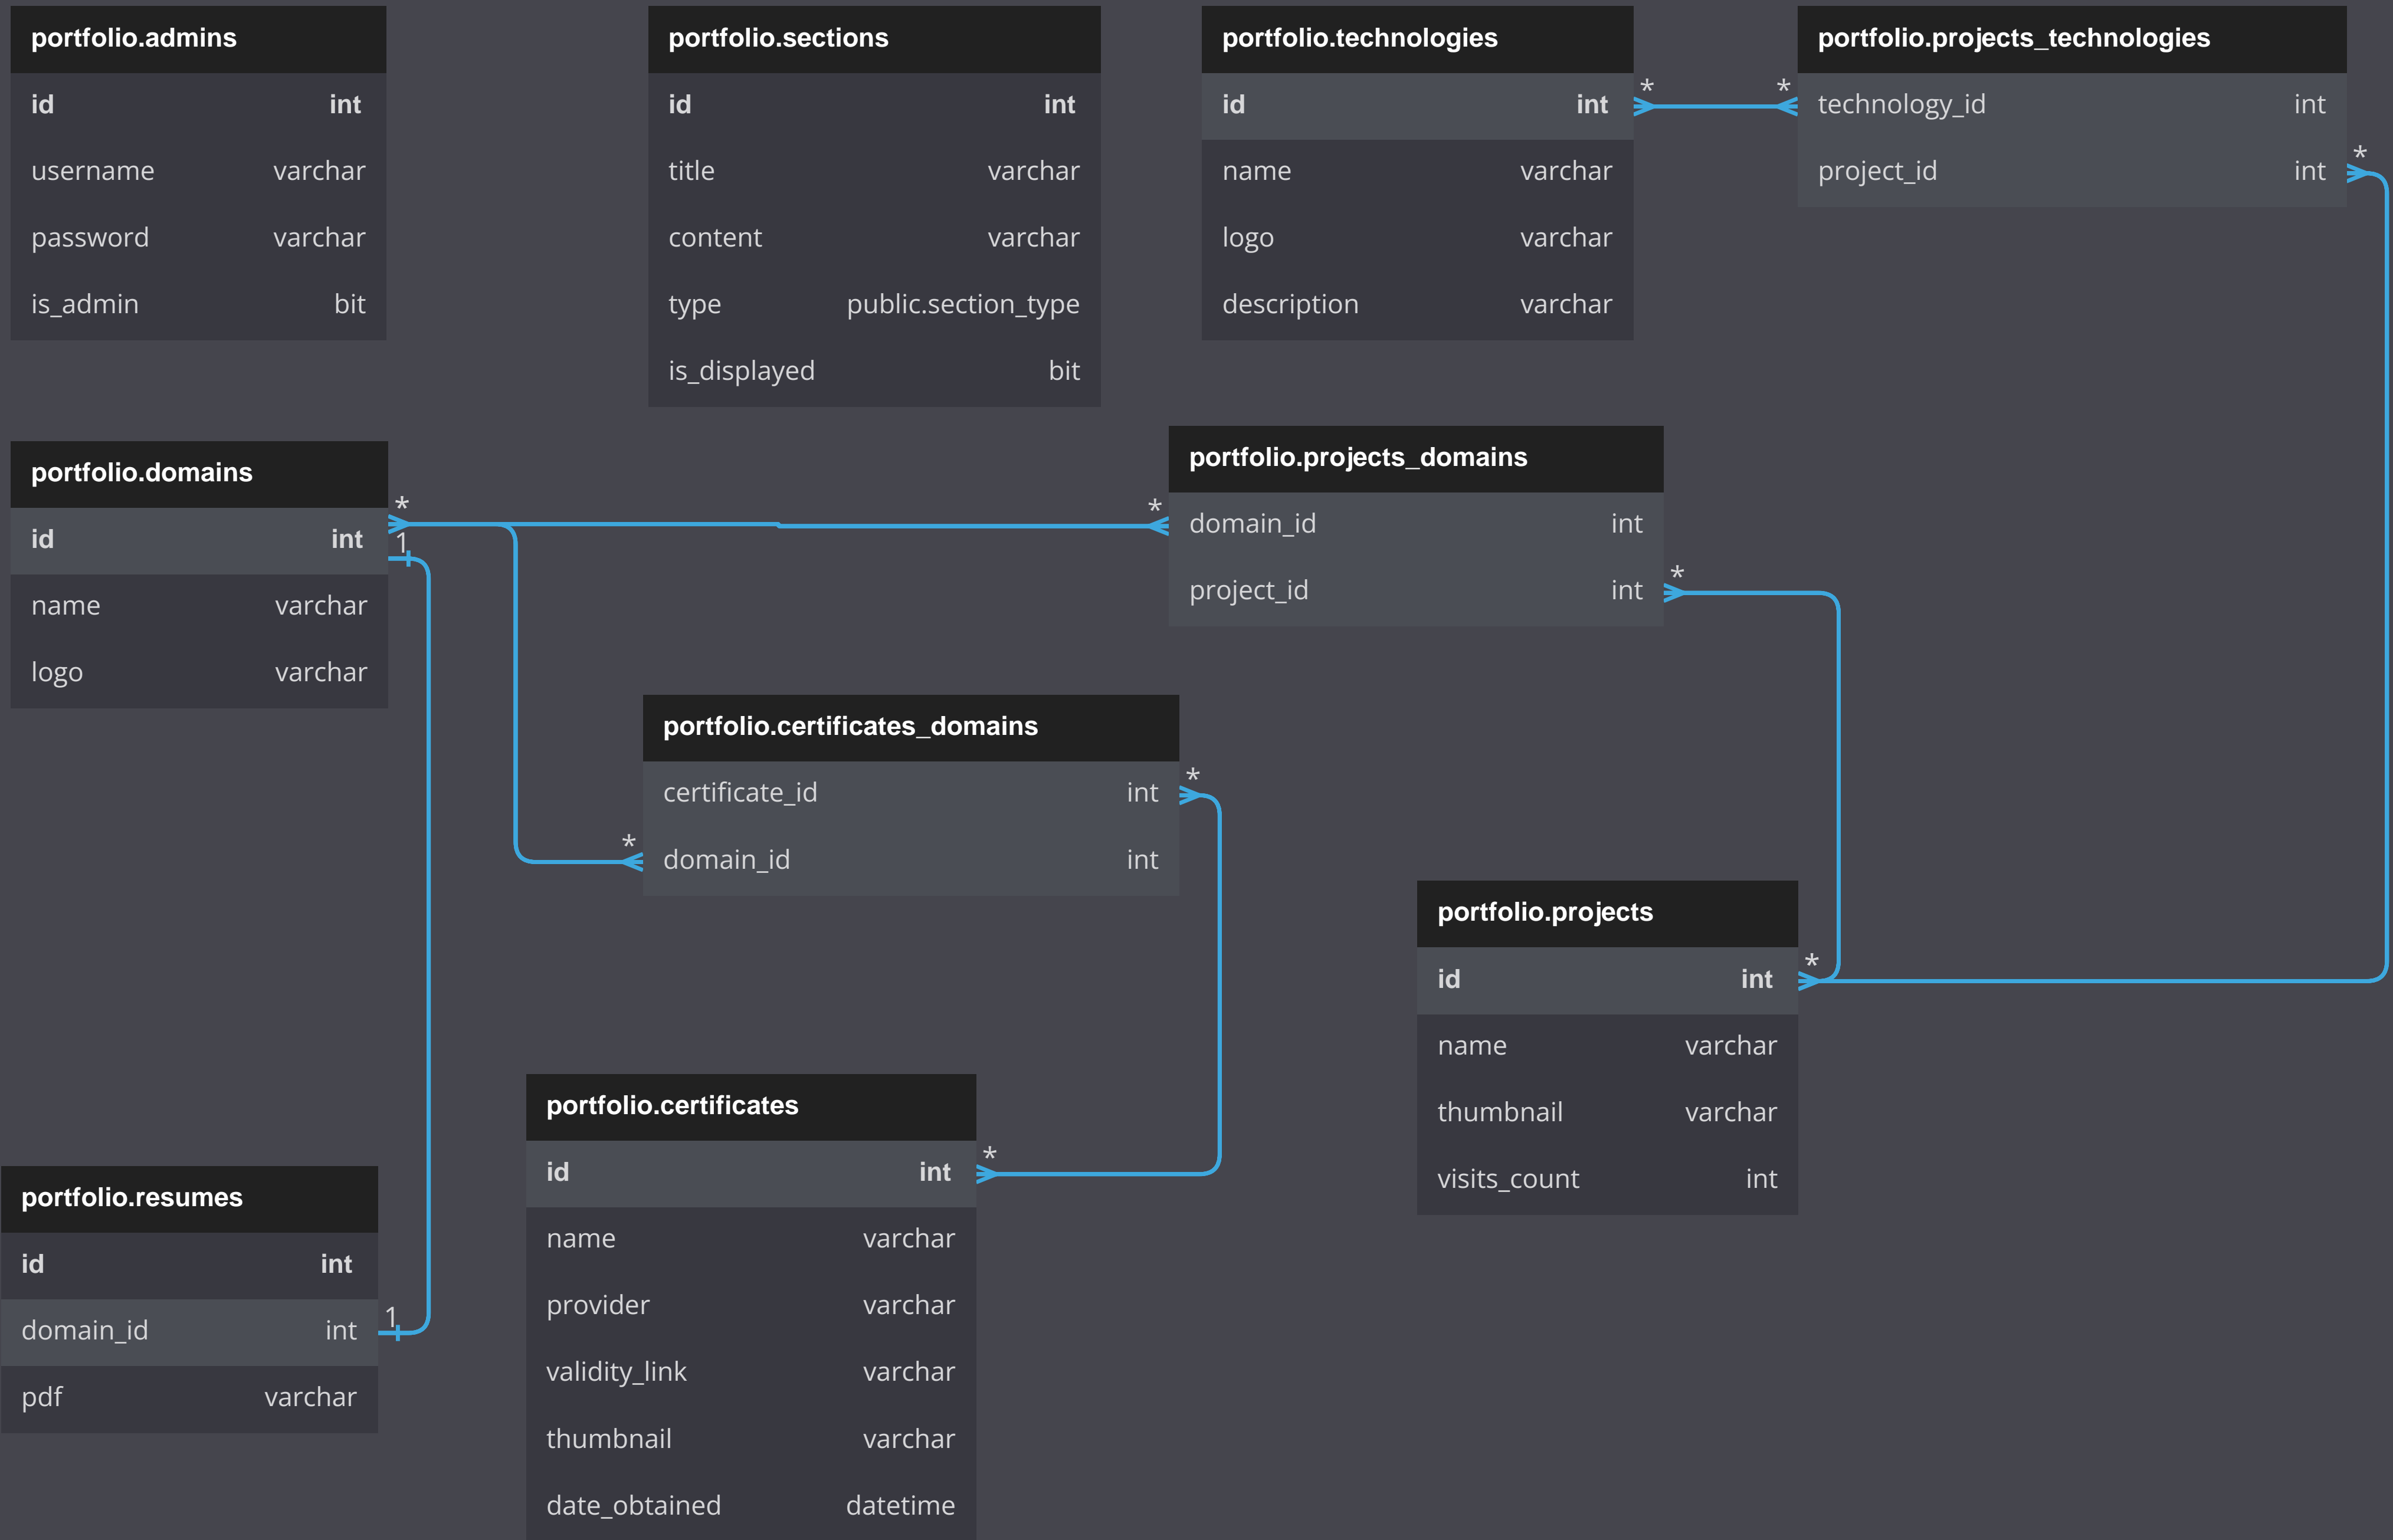 portfolio.admins
id int
username varchar
password varchar
is_admin bit
portfolio.sections
id int
title varchar
content varchar
type public.section_type
is_displayed bit
portfolio.technologies
id int
name varchar
logo varchar
description varchar
* *
portfolio.projects_technologies
technology_id int
project_id int
*
portfolio.domains
id int
name varchar
logo varchar
*
1
*
portfolio.projects_domains
domain_id int
project_id int
*
portfolio.certificates_domains
certificate_id int
domain_id int
*
*
portfolio.projects
id int
name varchar
thumbnail varchar
visits_count int
*
portfolio.certificates
id int
name varchar
provider varchar
validity_link varchar
thumbnail varchar
date_obtained datetime
*
portfolio.resumes
id int
domain_id int
pdf varchar
1